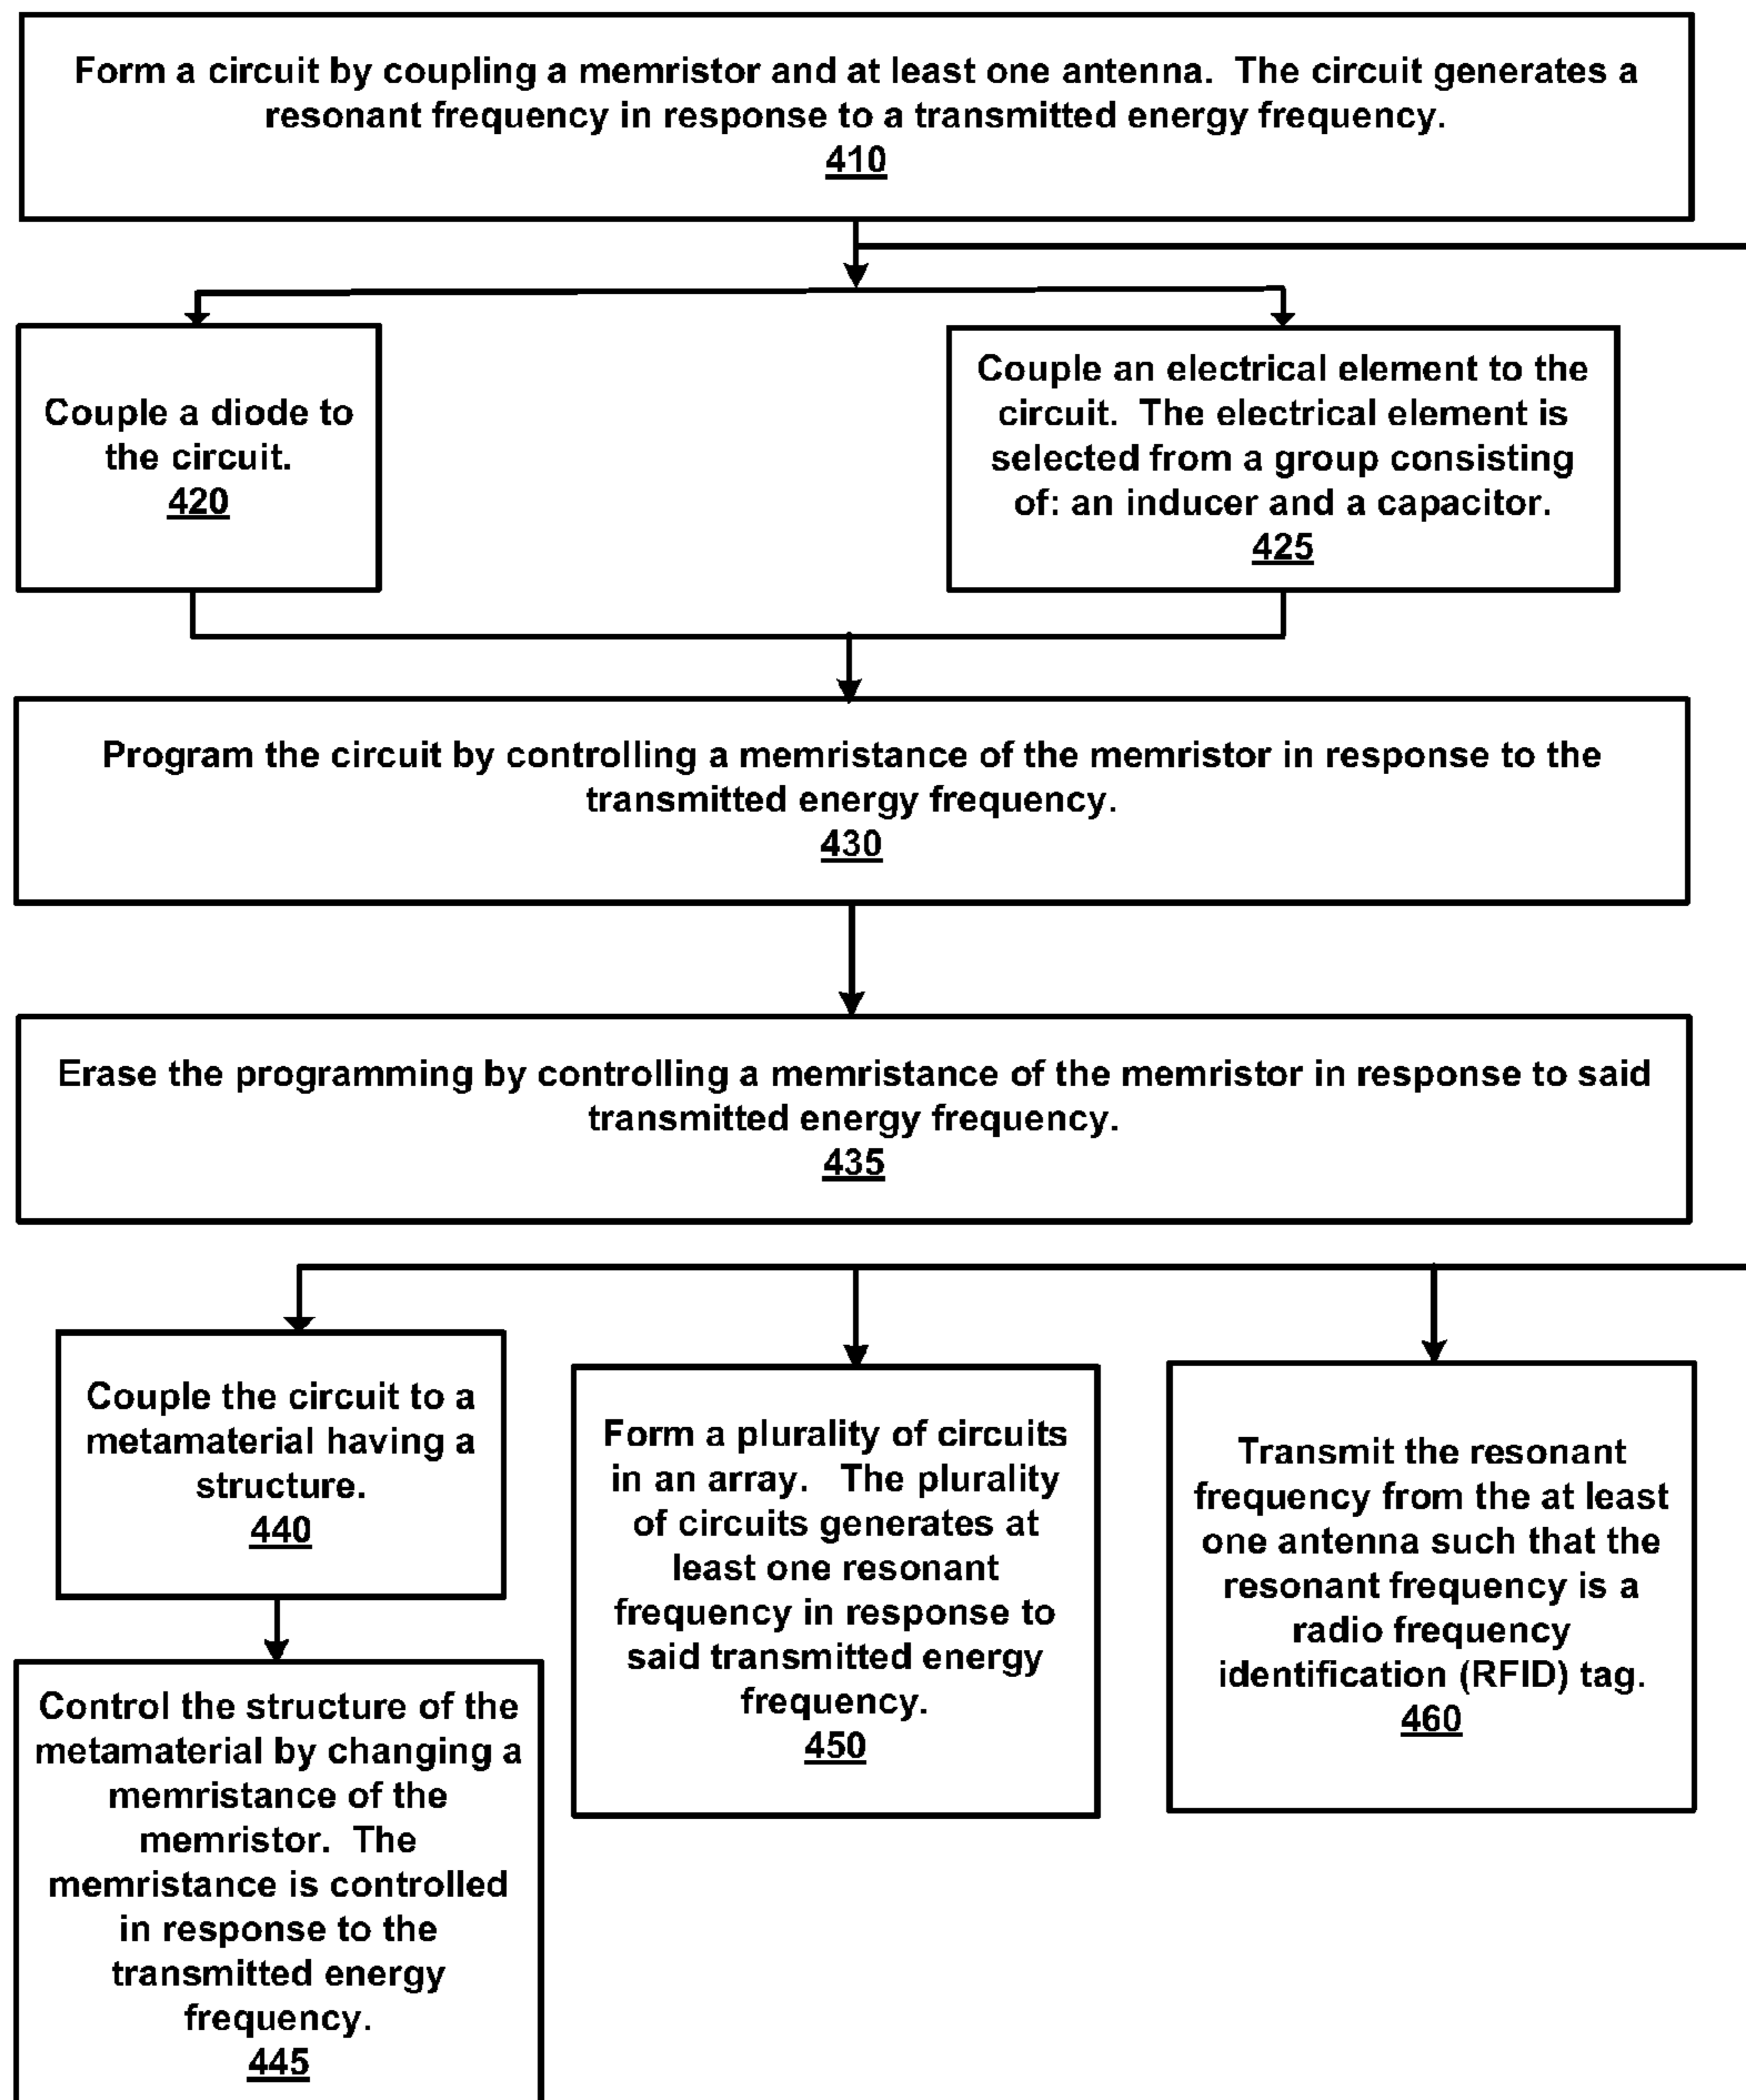 Form a circuit by coupling a memristor and at least one antenna. The circuit generates a
resonant frequency in response to a transmitted energy frequency.
410
Couple a diode to
the circuit.
420
Couple an electrical element to the
circuit. The electrical element is
selected from a group consisting
of: an inducer and a capacitor.
425
Program the circuit by controlling a memristance of the memristor in response to the
transmitted energy frequency.
430
Erase the programming by controlling a memristance of the memristor in response to said
transmitted energy frequency.
435
Couple the circuit to a
metamaterial having a
structure.
440
Control the structure of the
metamaterial by changing a
memristance of the
memristor. The
memristance is controlled
in response to the
transmitted energy
frequency.
445
Form a plurality of circuits
in an array. The plurality
of circuits generates at
least one resonant
frequency in response to
said transmitted energy
frequency.
450
Transmit the resonant
frequency from the at least
one antenna such that the
resonant frequency is a
radio frequency
identification (RFID) tag.
460